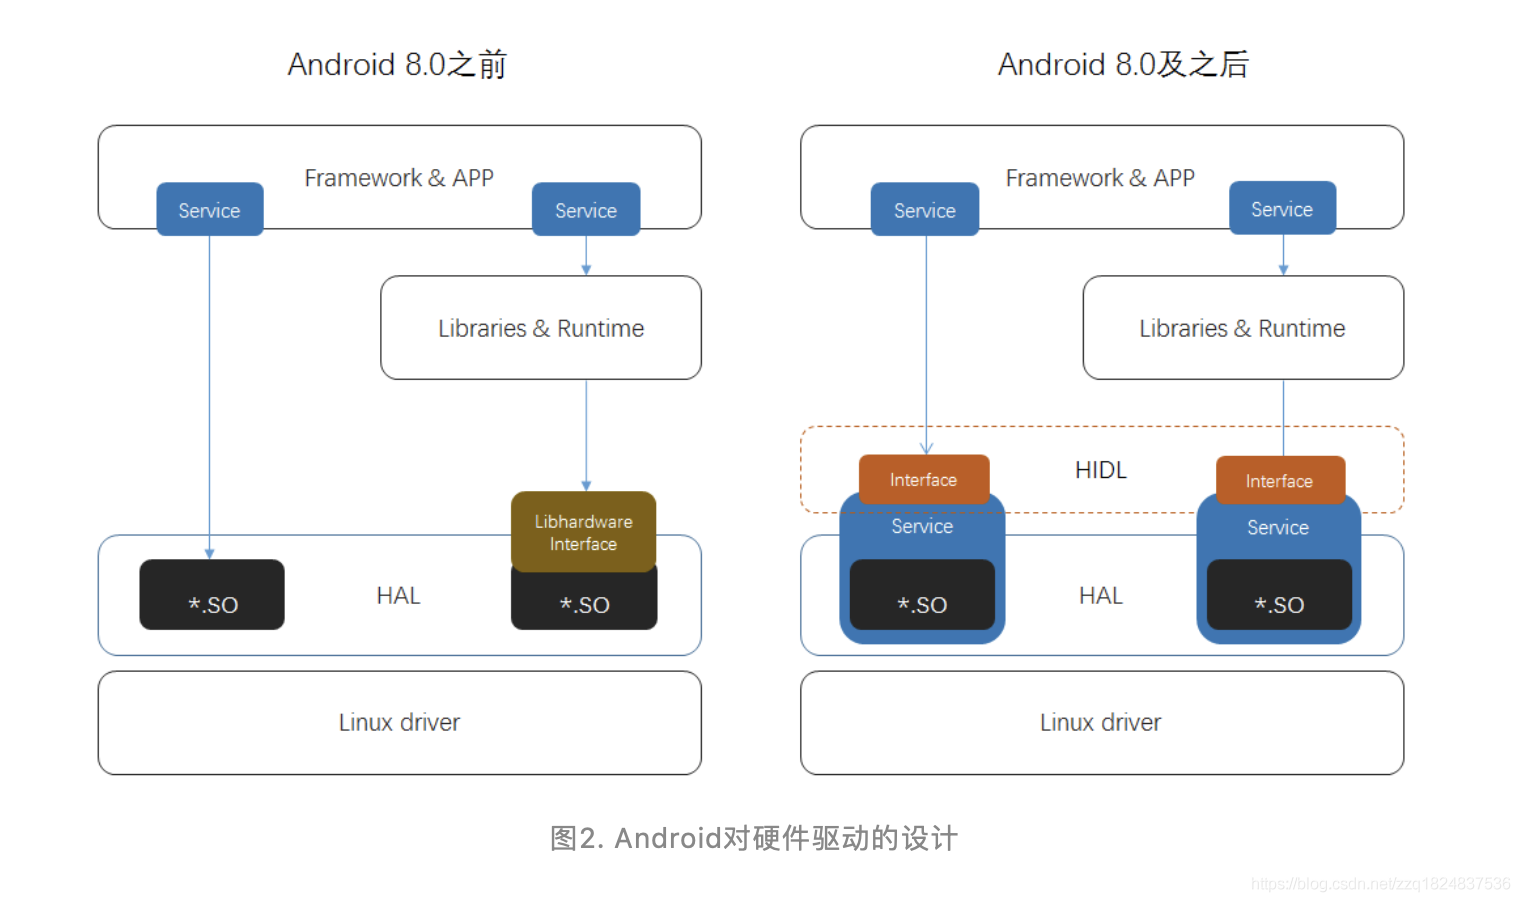 Android 8.0之前
Framework & APP
Service
Service
Libraries & Runtime
Libhardware
Interface
*.SO
HAL
*.SO
Linux driver
Android 8.0及之后
Framework & APP
Service
Service
Libraries & Runtime
HIDL
Interface
Interface
Service
Service
*.SO
HAL
*.SO
Linux driver
图2. Android对硬件驱动的设计
https://blog.csdn.net/zzq1824837536